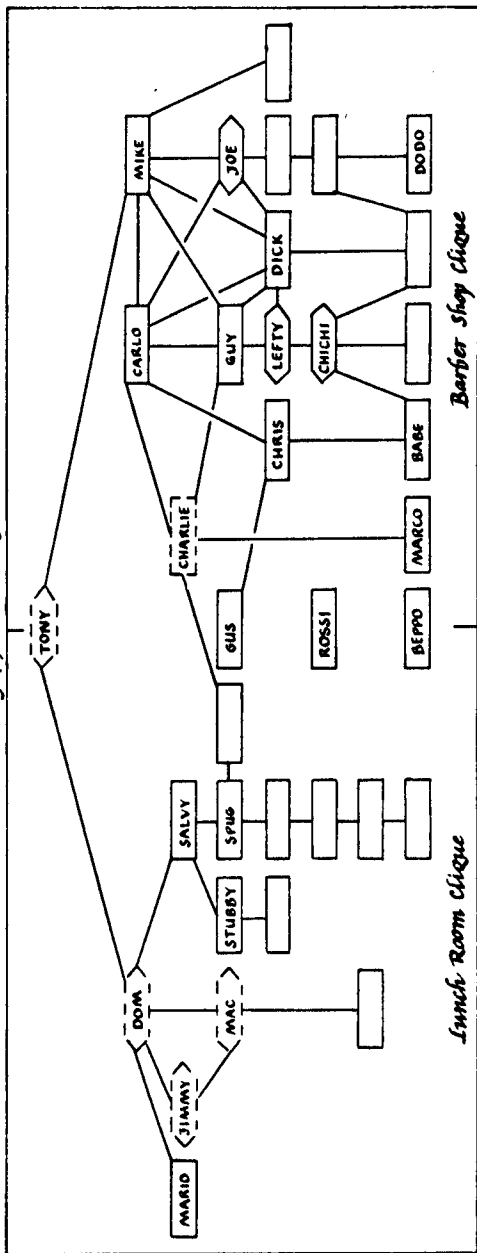 TONY
DOM CARLO MIKE
MARIO JIMMY SALVY CHARLIE
MAC STUBBY SPUG GUS GUY JOE
CHRIS LEFTY DICK
ROSSI CHICHI
BEPPO MARCO BABE DODO
Lunch Room Clique Barber Shop Clique